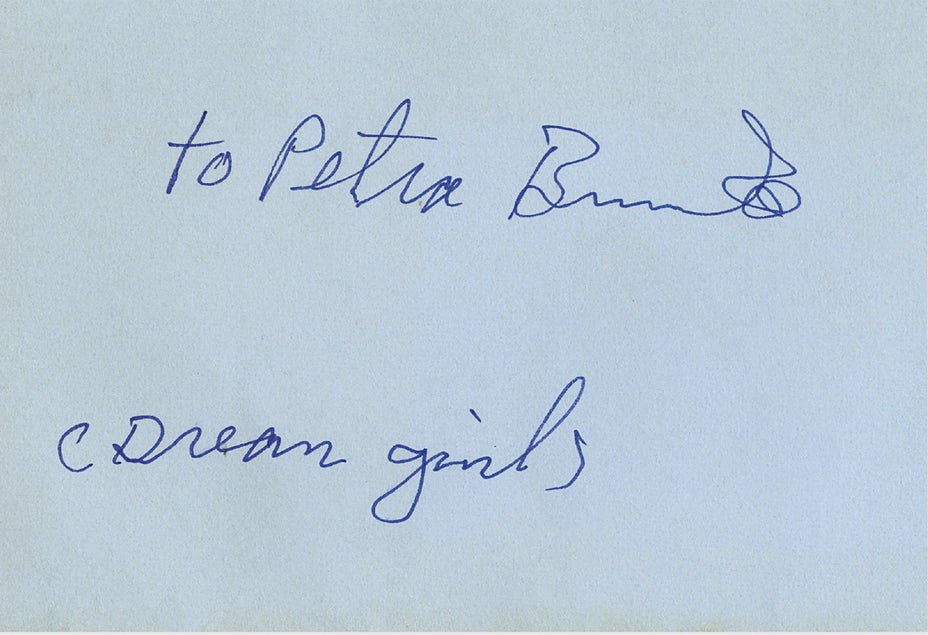 to Petra
(Dream girl)